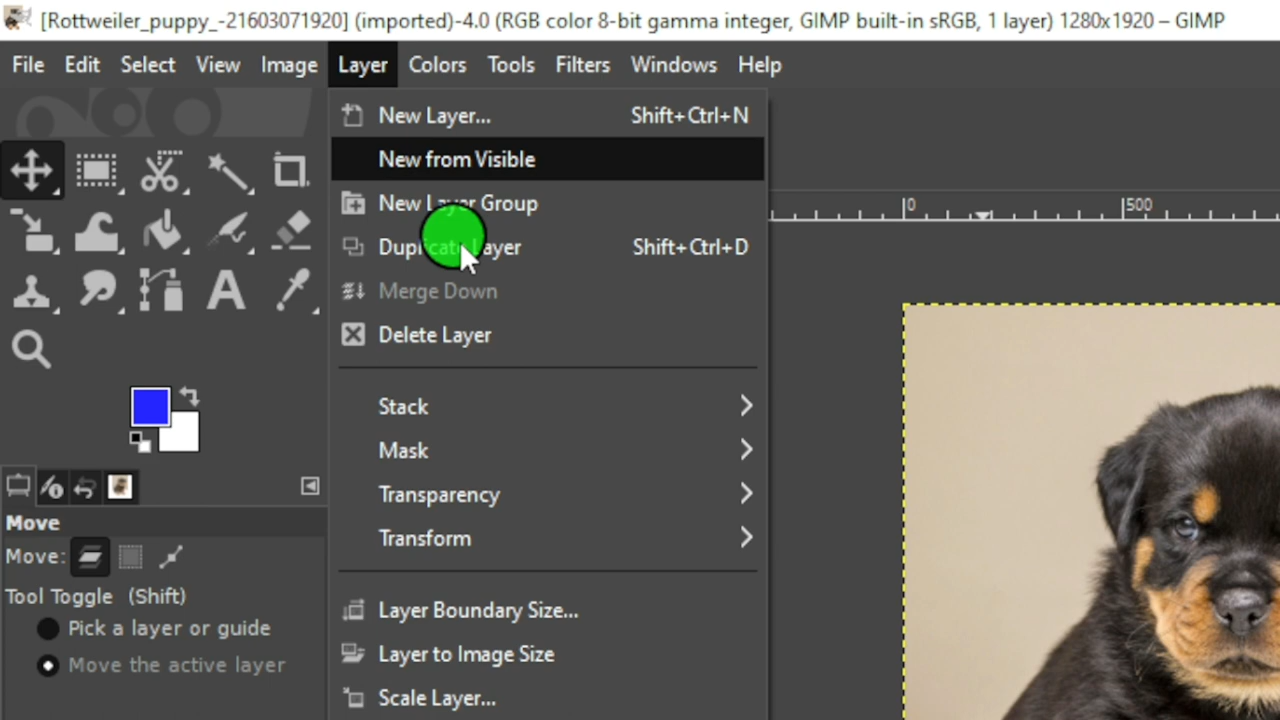 [Rottweiler_puppy_-21603071920] (imported)-4.0 (RGB color 8-bit gamma integer, GIMP built-in sRGB, 1 layer) 1280x1920 – GIMP
File Edit Select View Image Layer Colors Tools Filters Windows Help
New Layer... Shift+Ctrl+N
New from Visible
New Layer Group
Duplicate Layer Shift+Ctrl+D
Merge Down
Delete Layer
Stack
Mask
Transparency
Transform
Layer Boundary Size...
Layer to Image Size
Scale Layer...
0 500
Move
Move:
Tool Toggle (Shift)
Pick a layer or guide
Move the active layer